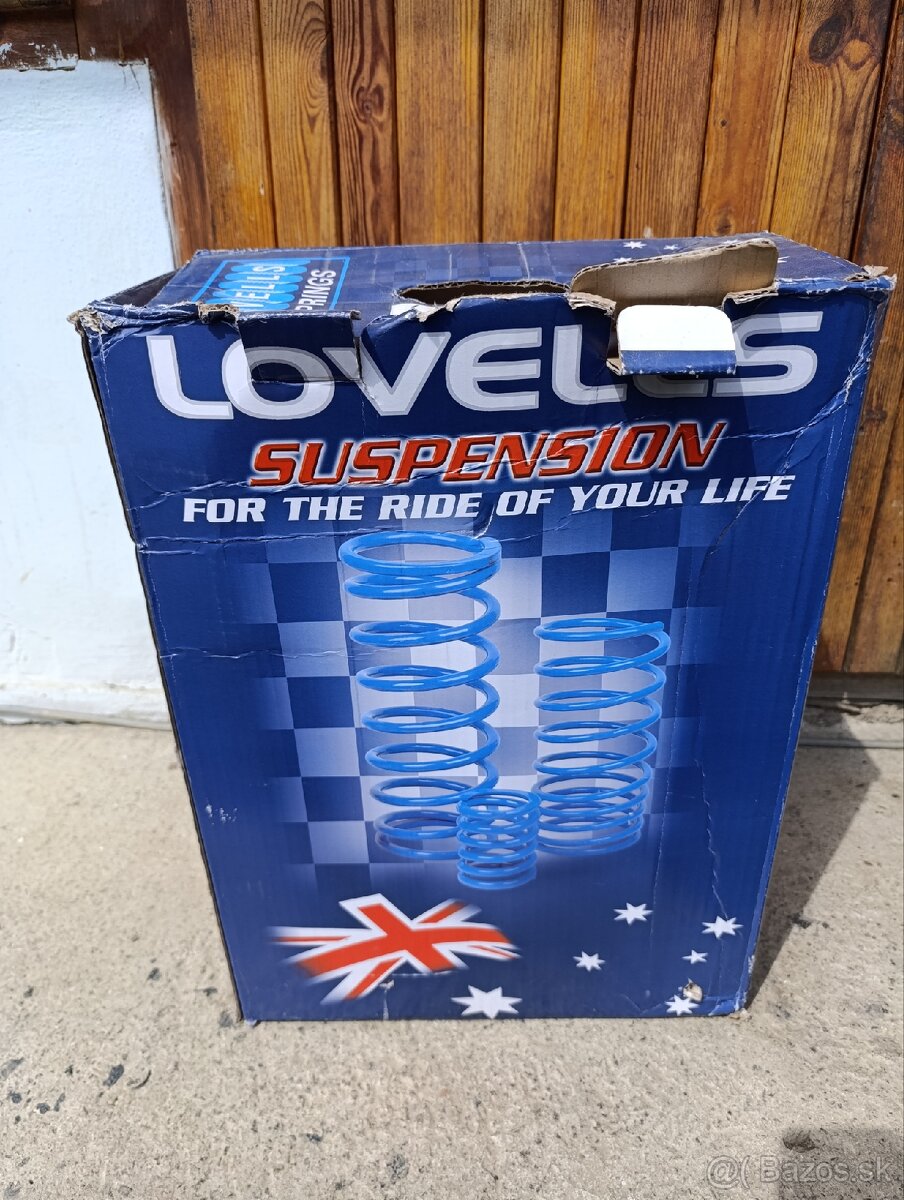 LOVELLS
SUSPENSION
FOR THE RIDE OF YOUR LIFE
@( Bazos.sk